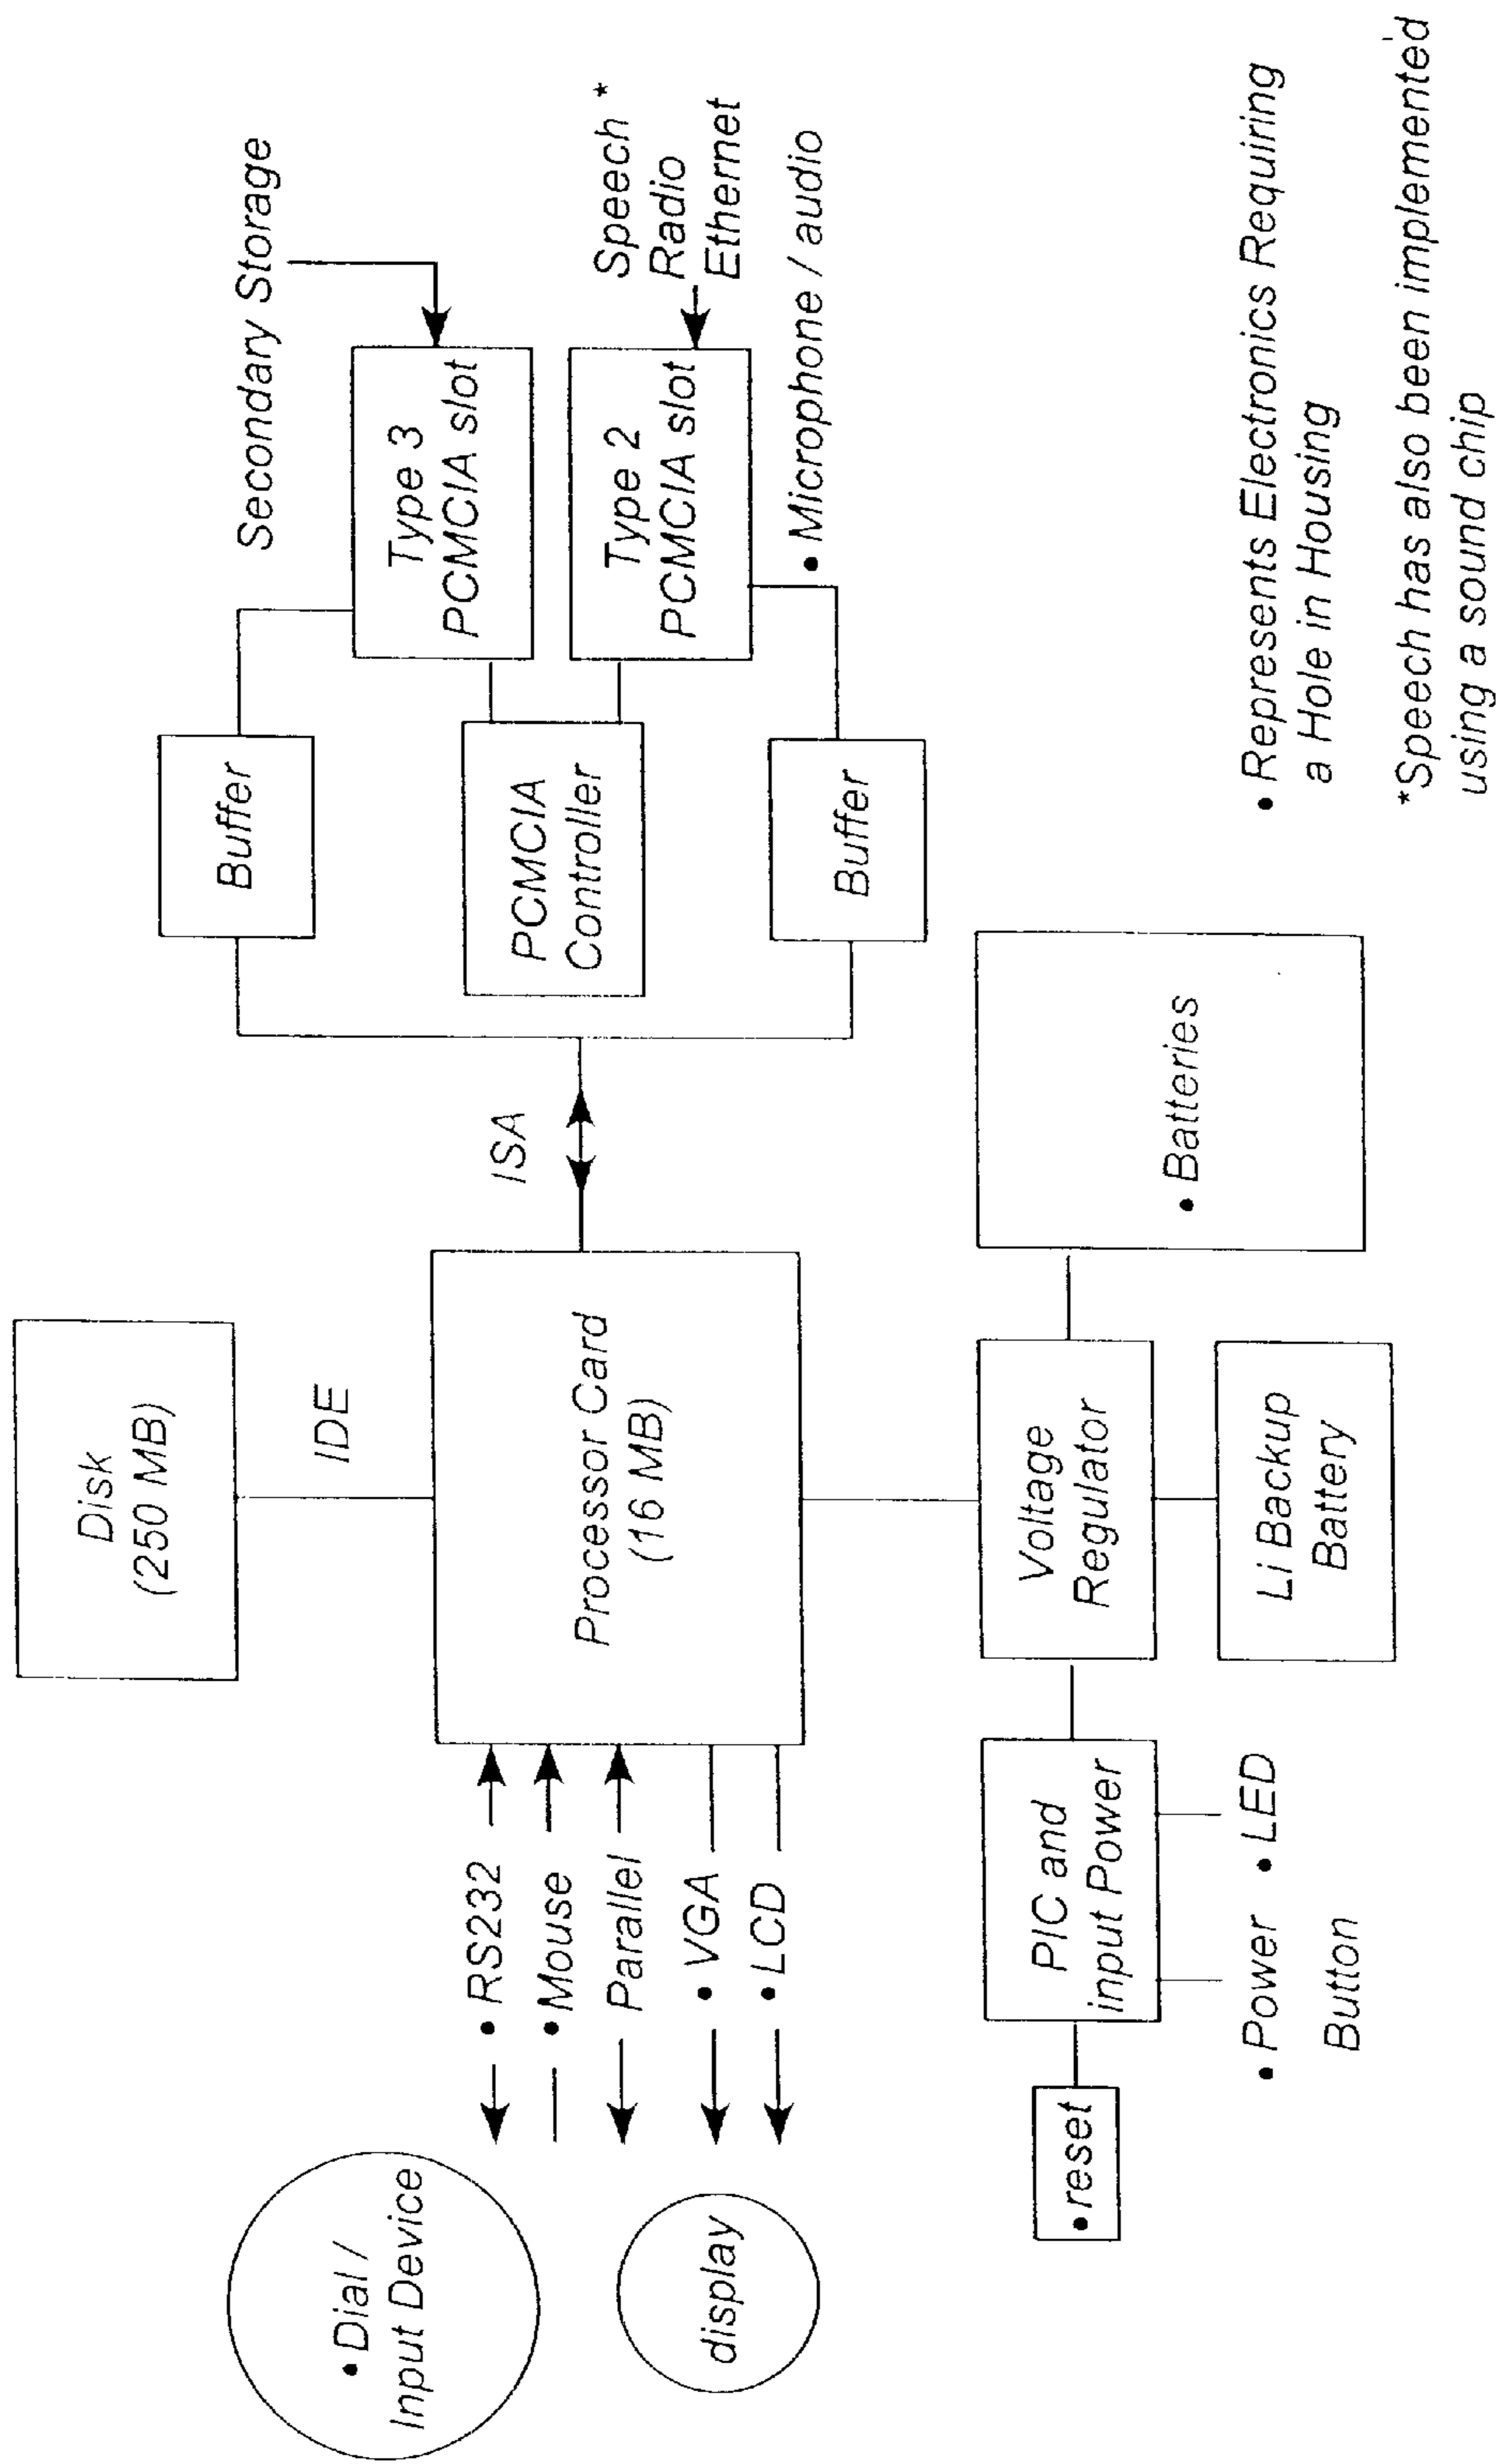 Disk
(250 MB)
IDE
• Dial /
Input Device
display
• RS232
• Mouse
Parallel
• VGA
• LCD
Processor Card
(16 MB)
ISA
Buffer
PCMCIA
Controller
Buffer
Secondary Storage
Type 3
PCMCIA slot
Type 2
PCMCIA slot
Speech *
Radio
Ethernet
• Microphone / audio
• reset
PIC and
input Power
• Power • LED
Button
Voltage
Regulator
Li Backup
Battery
• Batteries
• Represents Electronics Requiring
a Hole in Housing
*Speech has also been implemented
using a sound chip